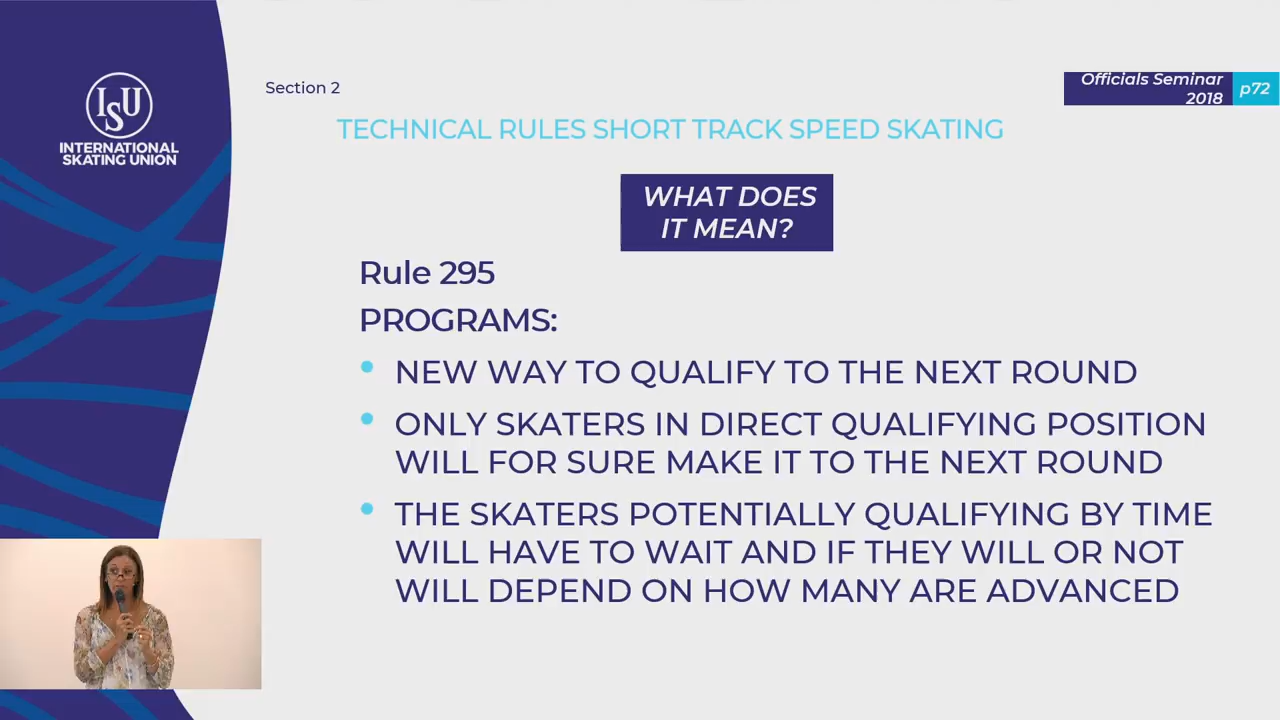 ISU
INTERNATIONAL
SKATING UNION
Section 2
Officials Seminar
2018
p72
TECHNICAL RULES SHORT TRACK SPEED SKATING
WHAT DOES
IT MEAN?
Rule 295
PROGRAMS:
• NEW WAY TO QUALIFY TO THE NEXT ROUND
• ONLY SKATERS IN DIRECT QUALIFYING POSITION
WILL FOR SURE MAKE IT TO THE NEXT ROUND
• THE SKATERS POTENTIALLY QUALIFYING BY TIME
WILL HAVE TO WAIT AND IF THEY WILL OR NOT
WILL DEPEND ON HOW MANY ARE ADVANCED